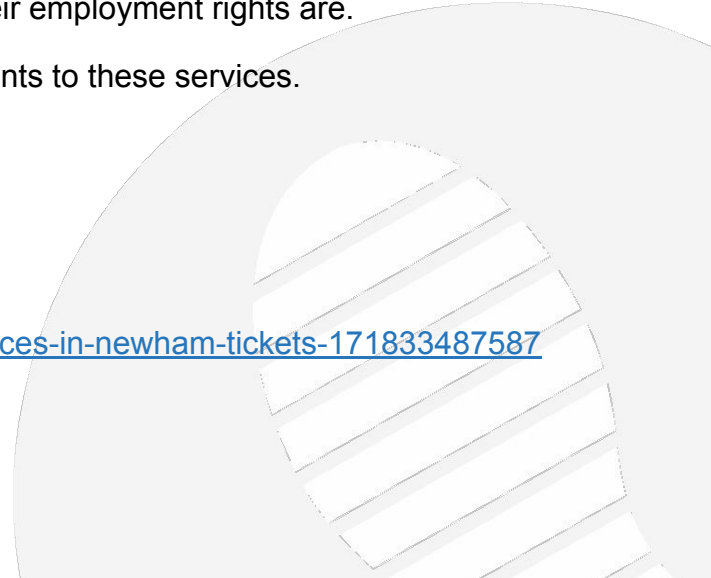 eir employment rights are.
nts to these services.
ces-in-newham-tickets-171833487587